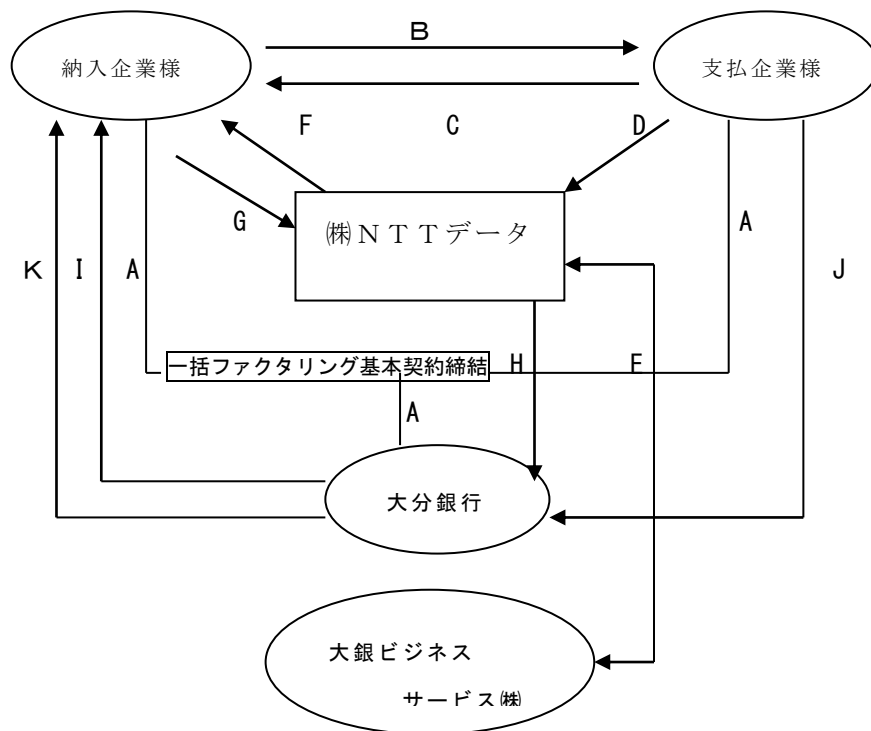 B
納入企業様
支払企業様
F
C
D
G
㈱ＮＴＴデータ
A
K
I
A
J
一括ファクタリング基本契約締結
H
E
A
大分銀行
大銀ビジネス
サービス㈱